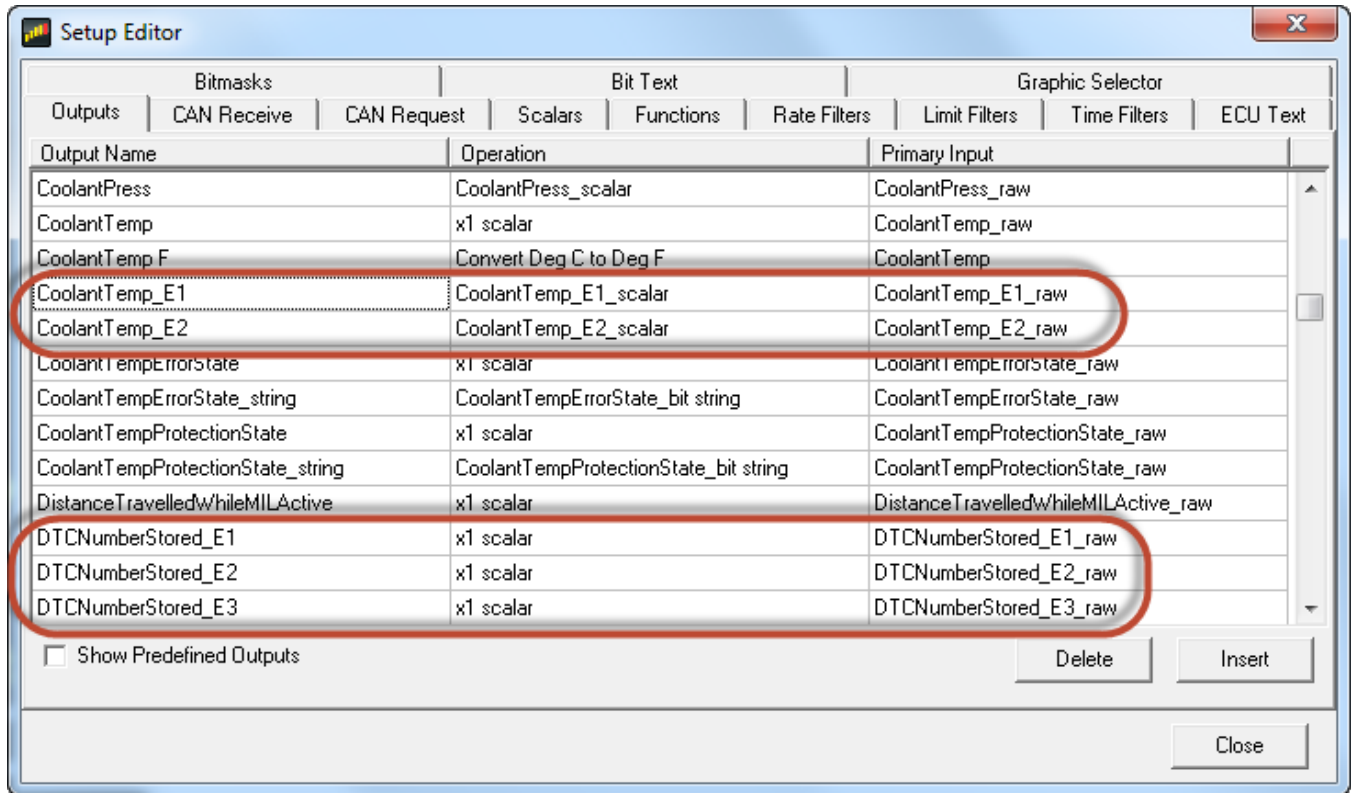 Setup Editor
Bitmasks Bit Text Graphic Selector
Outputs CAN Receive CAN Request Scalars Functions Rate Filters Limit Filters Time Filters ECU Text
Output Name Operation Primary Input
CoolantPress CoolantPress_scalar CoolantPress_raw
CoolantTemp x1 scalar CoolantTemp_raw
CoolantTemp F Convert Deg C to Deg F CoolantTemp
CoolantTemp_E1 CoolantTemp_E1_scalar CoolantTemp_E1_raw
CoolantTemp_E2 CoolantTemp_E2_scalar CoolantTemp_E2_raw
CoolantTempErrorState x1 scalar CoolantTempErrorState_raw
CoolantTempErrorState_string CoolantTempErrorState_bit string CoolantTempErrorState_raw
CoolantTempProtectionState x1 scalar CoolantTempProtectionState_raw
CoolantTempProtectionState_string CoolantTempProtectionState_bit string CoolantTempProtectionState_raw
DistanceTravelledWhileMILActive x1 scalar DistanceTravelledWhileMILActive_raw
DTCNumberStored_E1 x1 scalar DTCNumberStored_E1_raw
DTCNumberStored_E2 x1 scalar DTCNumberStored_E2_raw
DTCNumberStored_E3 x1 scalar DTCNumberStored_E3_raw
Show Predefined Outputs Delete Insert
Close